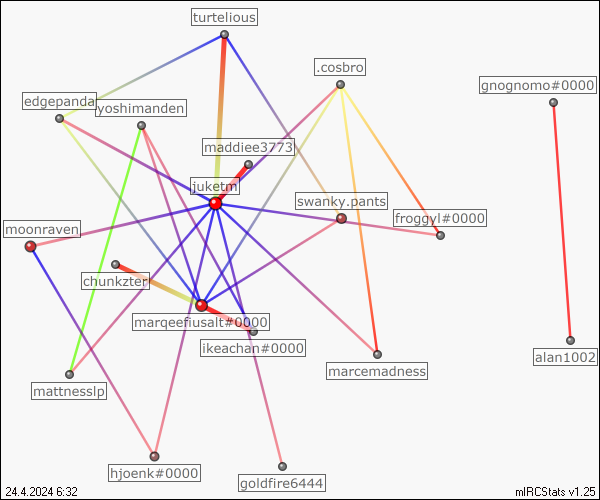 turtelious
.cosbro
gnognomo#0000
edgepanda
yoshimanden
maddiee3773
juketm
swanky.pants
froggyl#0000
moonraven
chunkzter
marqeefiusalt#0000
ikeachan#0000
alan1002
marcemadness
mattnesslp
hjoenk#0000
goldfire6444
24.4.2024 6:32
mIRCStats v1.25